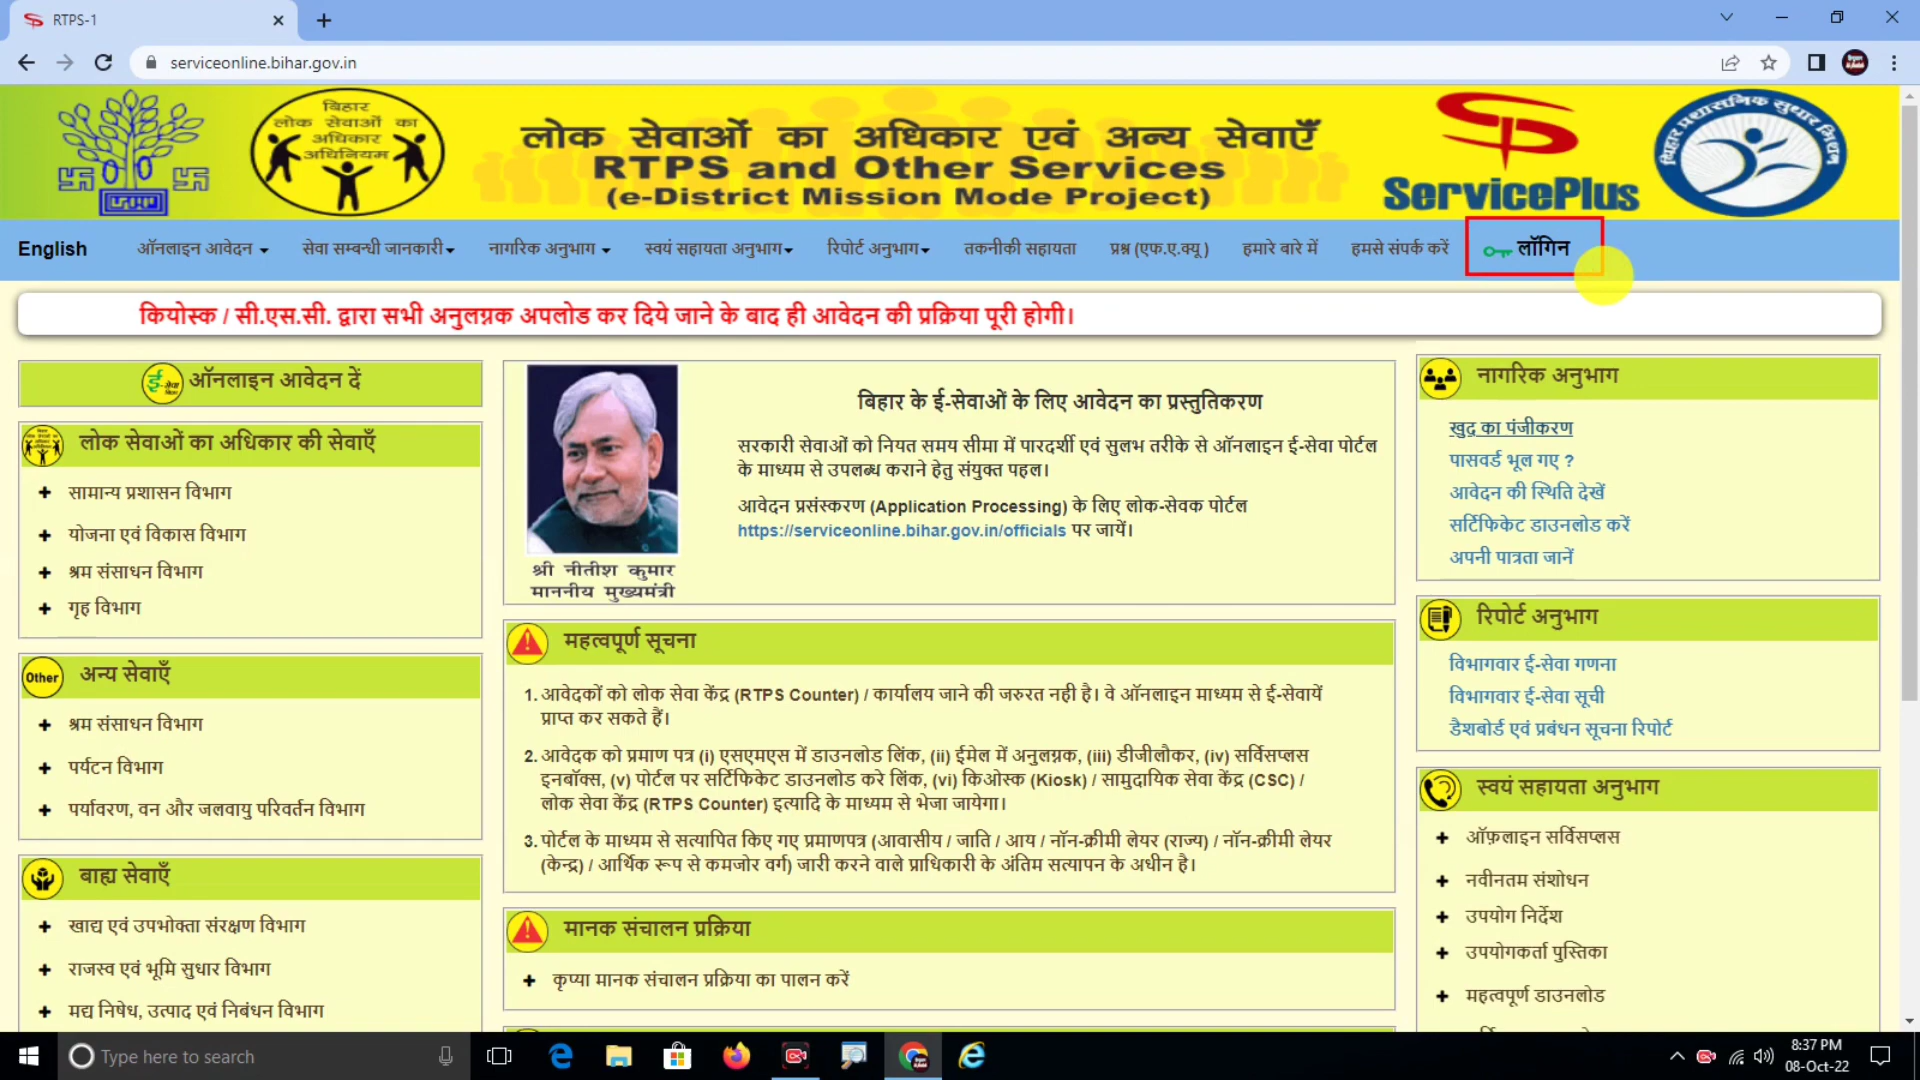 RTPS-1
serviceonline.bihar.gov.in
बिहार
लोक सेवाओं का
अधिकार
अधिनियम
लोक सेवाओं का अधिकार एवं अन्य सेवाएँ
RTPS and Other Services
(e-District Mission Mode Project)
ServicePlus
बिहार प्रशासनिक सुधार मिशन
English ऑनलाइन आवेदन सेवा सम्बन्धी जानकारी नागरिक अनुभाग स्वयं सहायता अनुभाग रिपोर्ट अनुभाग तकनीकी सहायता प्रश्न (एफ.ए.क्यू ) हमारे बारे में हमसे संपर्क करें लॉगिन
कियोस्क / सी.एस.सी. द्वारा सभी अनुलग्नक अपलोड कर दिये जाने के बाद ही आवेदन की प्रक्रिया पूरी होगी।
ऑनलाइन आवेदन दें
लोक सेवाओं का अधिकार की सेवाएँ
+ सामान्य प्रशासन विभाग
+ योजना एवं विकास विभाग
+ श्रम संसाधन विभाग
+ गृह विभाग
Other अन्य सेवाएँ
+ श्रम संसाधन विभाग
+ पर्यटन विभाग
+ पर्यावरण, वन और जलवायु परिवर्तन विभाग
बाह्य सेवाएँ
+ खाद्य एवं उपभोक्ता संरक्षण विभाग
+ राजस्व एवं भूमि सुधार विभाग
+ मद्य निषेध, उत्पाद एवं निबंधन विभाग
श्री नीतीश कुमार
माननीय मुख्यमंत्री
बिहार के ई-सेवाओं के लिए आवेदन का प्रस्तुतिकरण
सरकारी सेवाओं को नियत समय सीमा में पारदर्शी एवं सुलभ तरीके से ऑनलाइन ई-सेवा पोर्टल
के माध्यम से उपलब्ध कराने हेतु संयुक्त पहल।
आवेदन प्रसंस्करण (Application Processing) के लिए लोक-सेवक पोर्टल
https://serviceonline.bihar.gov.in/officials पर जायें।
महत्वपूर्ण सूचना
1. आवेदकों को लोक सेवा केंद्र (RTPS Counter) / कार्यालय जाने की जरुरत नही है। वे ऑनलाइन माध्यम से ई-सेवायें
प्राप्त कर सकते हैं।
2. आवेदक को प्रमाण पत्र (i) एसएमएस में डाउनलोड लिंक, (ii) ईमेल में अनुलग्नक, (iii) डीजीलौकर, (iv) सर्विसप्लस
इनबॉक्स, (v) पोर्टल पर सर्टिफिकेट डाउनलोड करे लिंक, (vi) किओस्क (Kiosk) / सामुदायिक सेवा केंद्र (CSC) /
लोक सेवा केंद्र (RTPS Counter) इत्यादि के माध्यम से भेजा जायेगा।
3. पोर्टल के माध्यम से सत्यापित किए गए प्रमाणपत्र (आवासीय / जाति / आय / नॉन-क्रीमी लेयर (राज्य) / नॉन-क्रीमी लेयर
(केन्द्र) / आर्थिक रूप से कमजोर वर्ग) जारी करने वाले प्राधिकारी के अंतिम सत्यापन के अधीन है।
मानक संचालन प्रक्रिया
+ कृप्या मानक संचालन प्रक्रिया का पालन करें
नागरिक अनुभाग
खुद का पंजीकरण
पासवर्ड भूल गए ?
आवेदन की स्थिति देखें
सर्टिफिकेट डाउनलोड करें
अपनी पात्रता जानें
रिपोर्ट अनुभाग
विभागवार ई-सेवा गणना
विभागवार ई-सेवा सूची
डैशबोर्ड एवं प्रबंधन सूचना रिपोर्ट
स्वयं सहायता अनुभाग
+ ऑफ़लाइन सर्विसप्लस
+ नवीनतम संशोधन
+ उपयोग निर्देश
+ उपयोगकर्ता पुस्तिका
+ महत्वपूर्ण डाउनलोड
Type here to search
8:37 PM
08-Oct-22